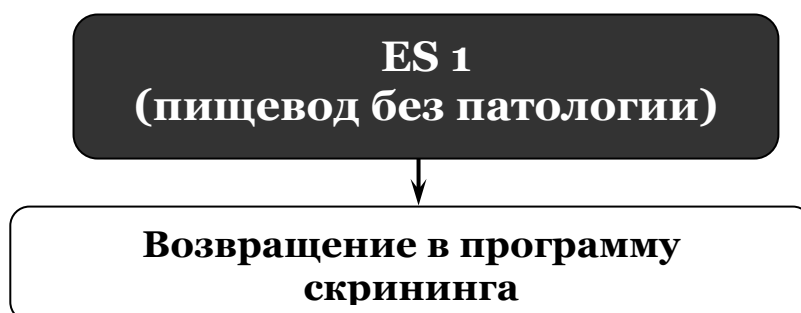 ES 1
(пищевод без патологии)
Возвращение в программу
скрининга